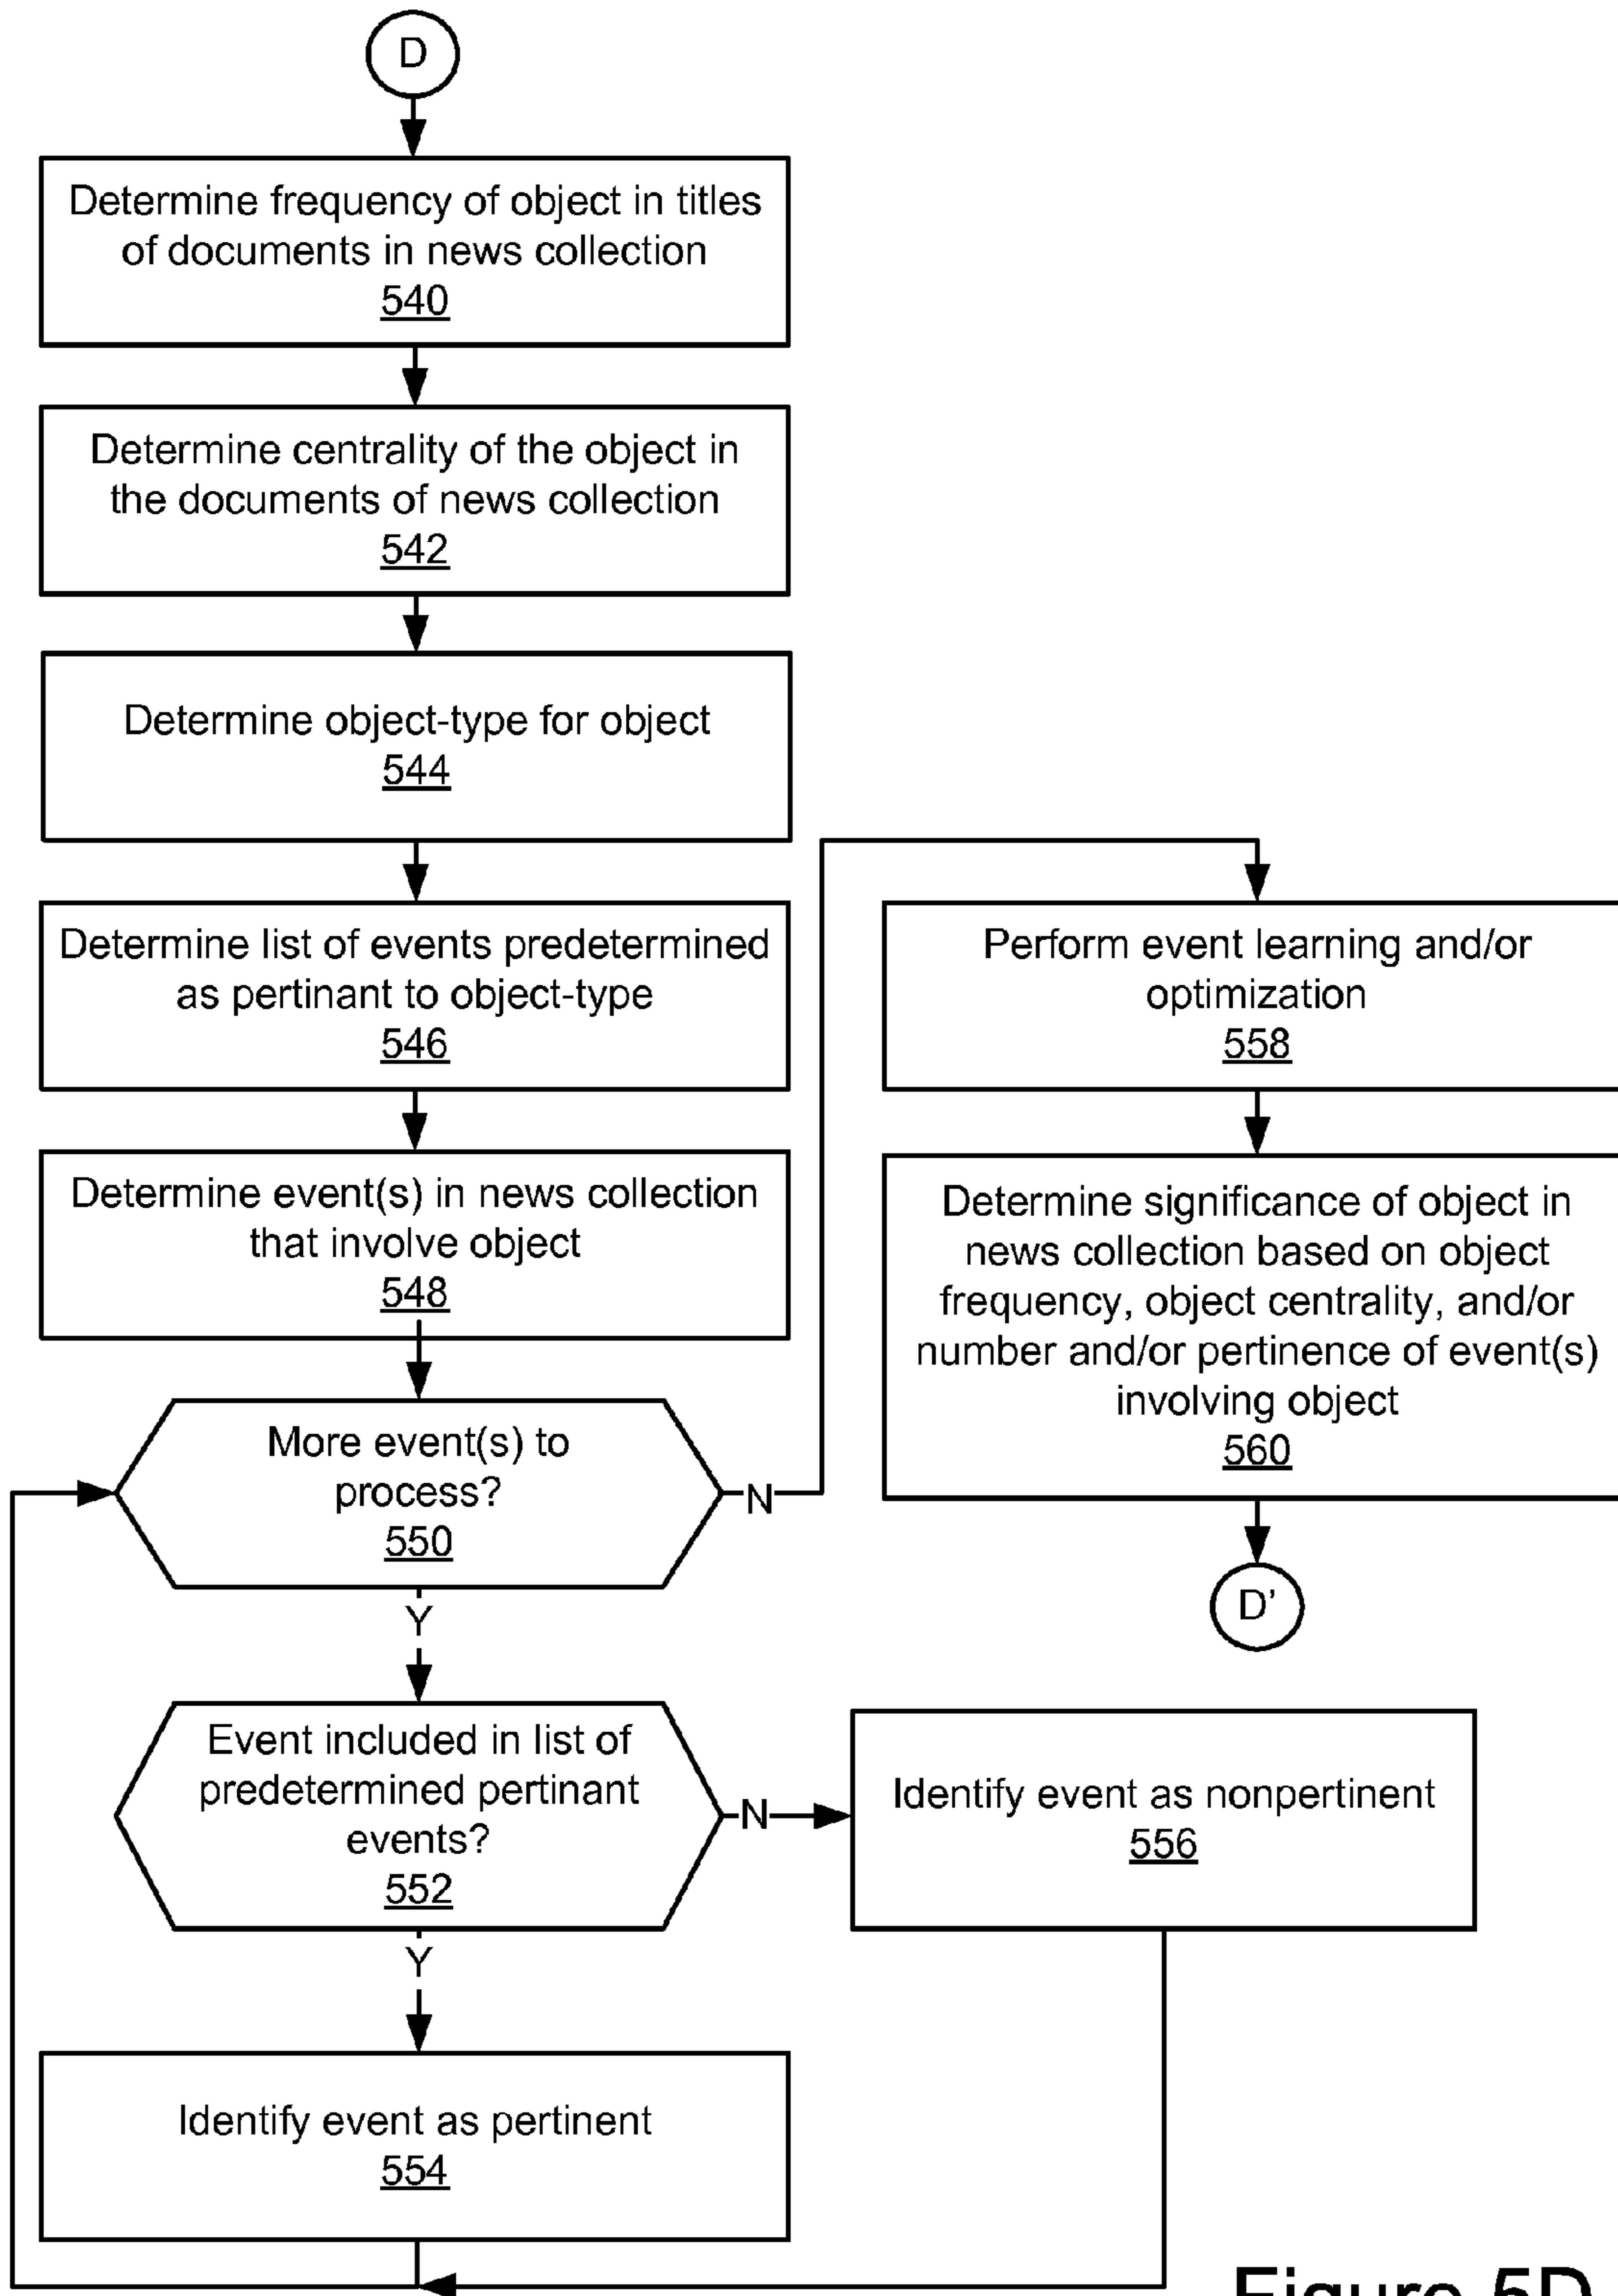 D
Determine frequency of object in titles
of documents in news collection
540
Determine centrality of the object in
the documents of news collection
542
Determine object-type for object
544
Determine list of events predetermined
as pertinant to object-type
546
Determine event(s) in news collection
that involve object
548
More event(s) to
process?
550
N
Y
Event included in list of
predetermined pertinant
events?
552
N
Y
Identify event as pertinent
554
Identify event as nonpertinent
556
Perform event learning and/or
optimization
558
Determine significance of object in
news collection based on object
frequency, object centrality, and/or
number and/or pertinence of event(s)
involving object
560
D’
Figure 5D